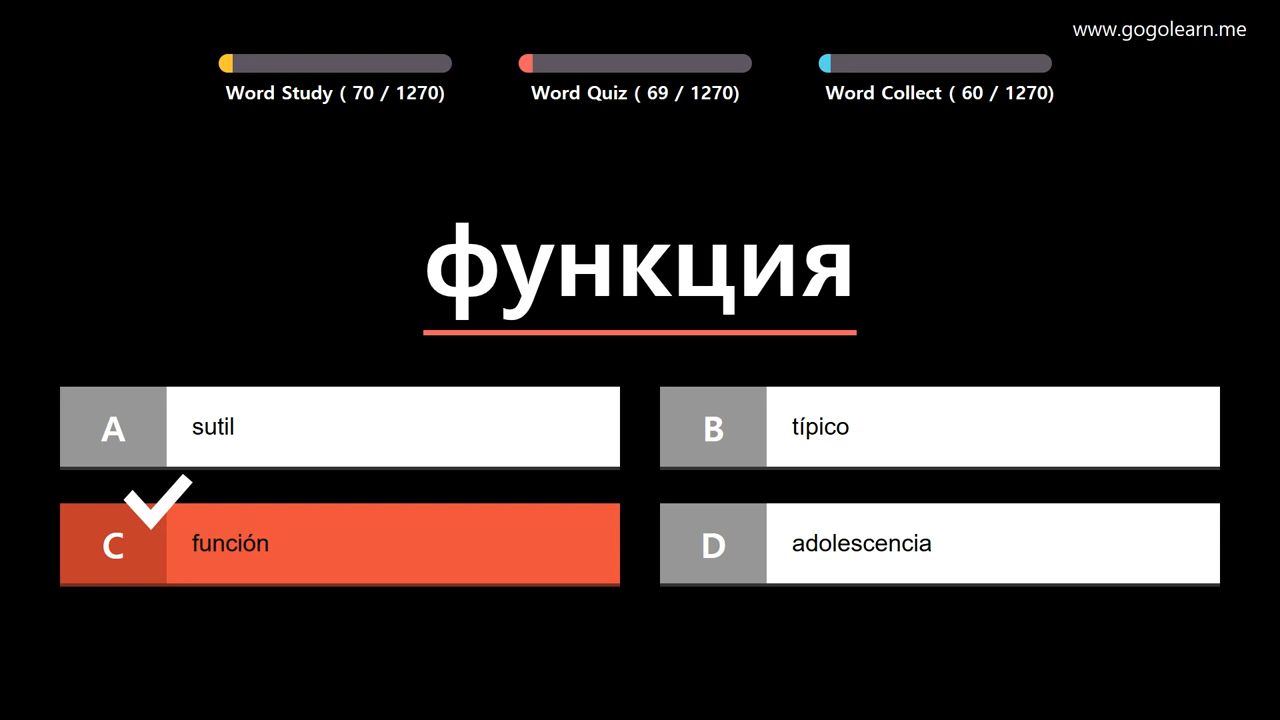 www.gogolearn.me
Word Study ( 70 / 1270)
Word Quiz ( 69 / 1270)
Word Collect ( 60 / 1270)
функция
A sutil
B típico
C función
D adolescencia